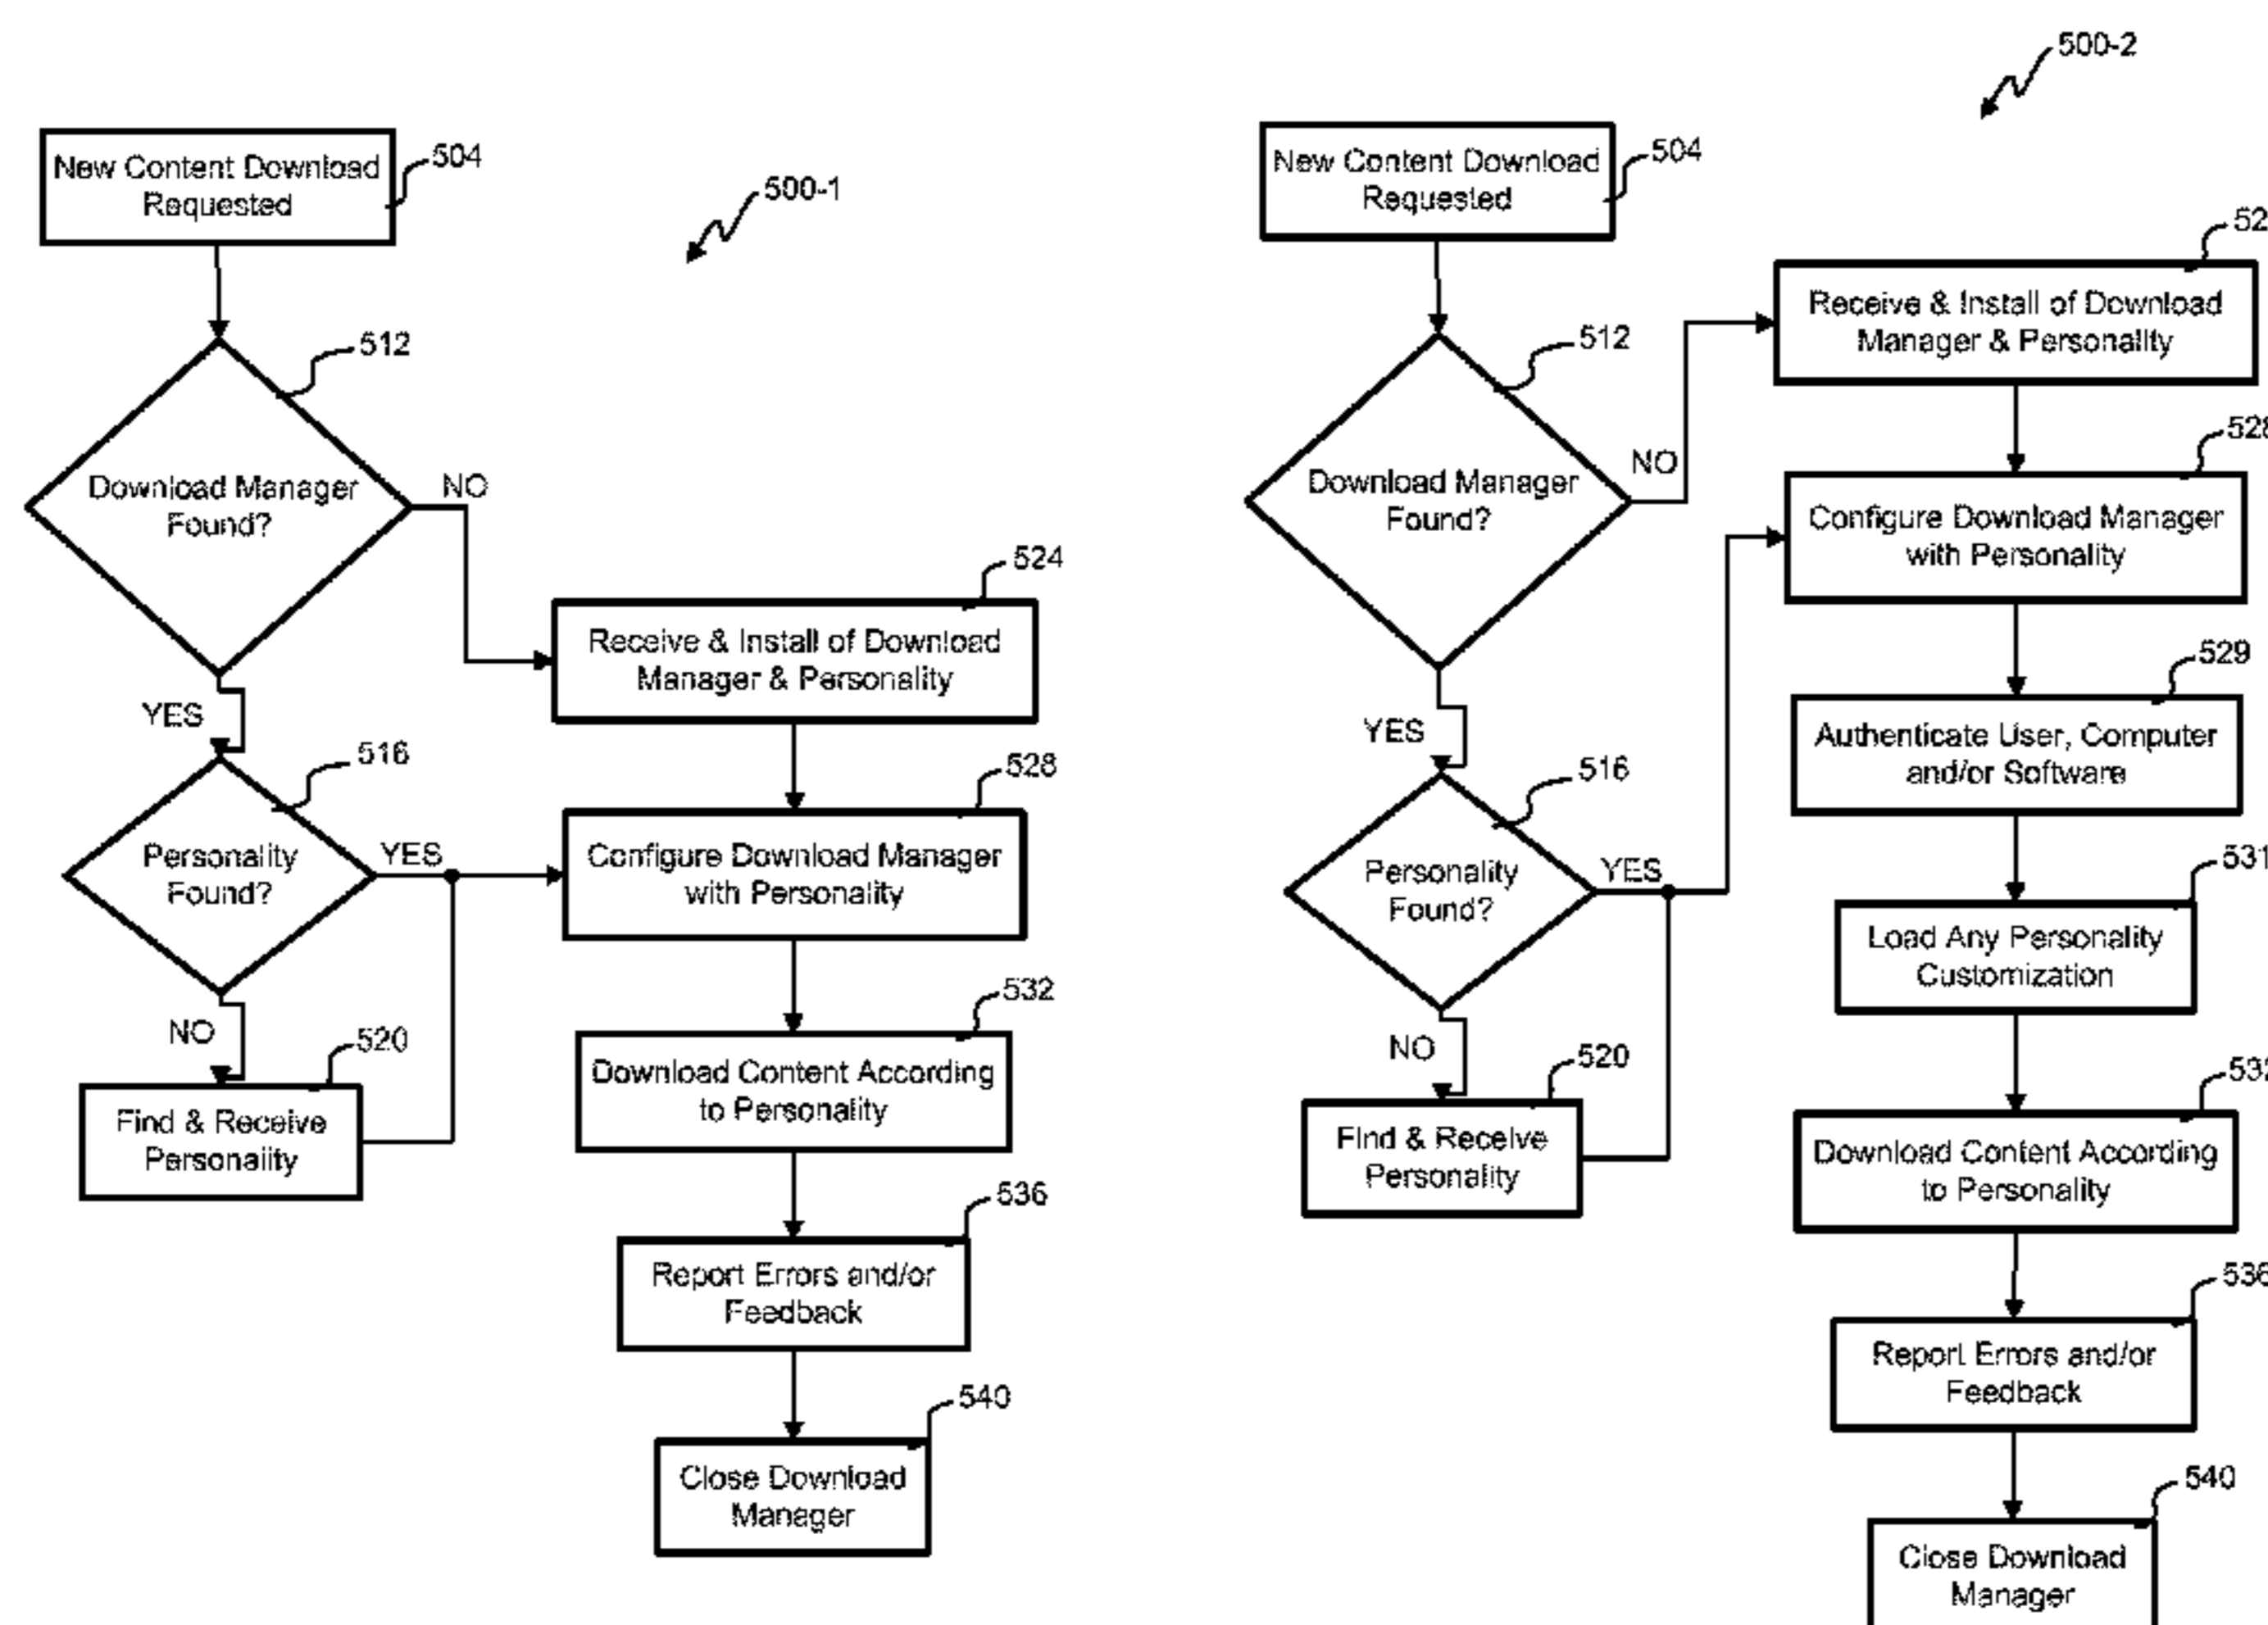 500-1
New Content Download
Requested
504
Download Manager
Found?
512
NO
YES
Personality
Found?
516
YES
NO
Find & Receive
Personality
520
Receive & Install of Download
Manager & Personality
524
Configure Download Manager
with Personality
528
Download Content According
to Personality
532
Report Errors and/or
Feedback
536
Close Download
Manager
540
500-2
New Content Download
Requested
504
Download Manager
Found?
512
NO
YES
Personality
Found?
516
YES
NO
Find & Receive
Personality
520
Receive & Install of Download
Manager & Personality
52
Configure Download Manager
with Personality
528
Authenticate User, Computer
and/or Software
529
Load Any Personality
Customization
531
Download Content According
to Personality
532
Report Errors and/or
Feedback
536
Close Download
Manager
540